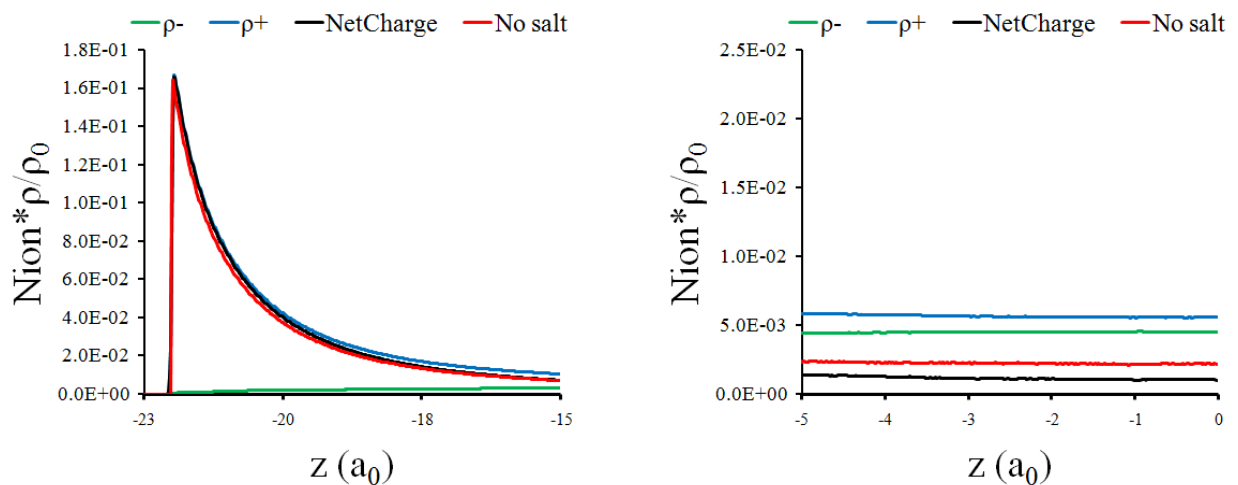 ρ- ρ+ NetCharge No salt
1.8E-01
1.6E-01
1.4E-01
1.2E-01
1.0E-01
8.0E-02
6.0E-02
4.0E-02
2.0E-02
0.0E+00
Nion*ρ/ρ0
-23 -20 -18 -15
z (a0)
ρ- ρ+ NetCharge No salt
2.5E-02
2.0E-02
1.5E-02
1.0E-02
5.0E-03
0.0E+00
Nion*ρ/ρ0
-5 -4 -3 -2 -1 0
z (a0)